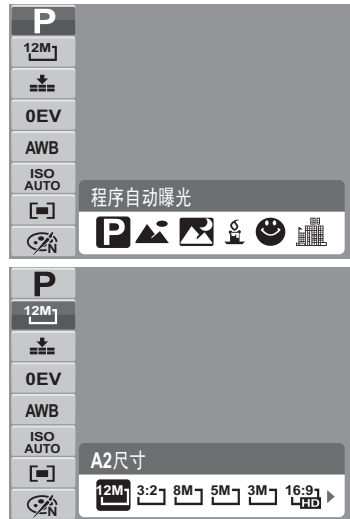 P
12M
0EV
AWB
ISO
AUTO
N
程序自动曝光
P
P
12M
0EV
AWB
ISO
AUTO
N
A2尺寸
12M 3:2 8M 5M 3M 16:9 HD